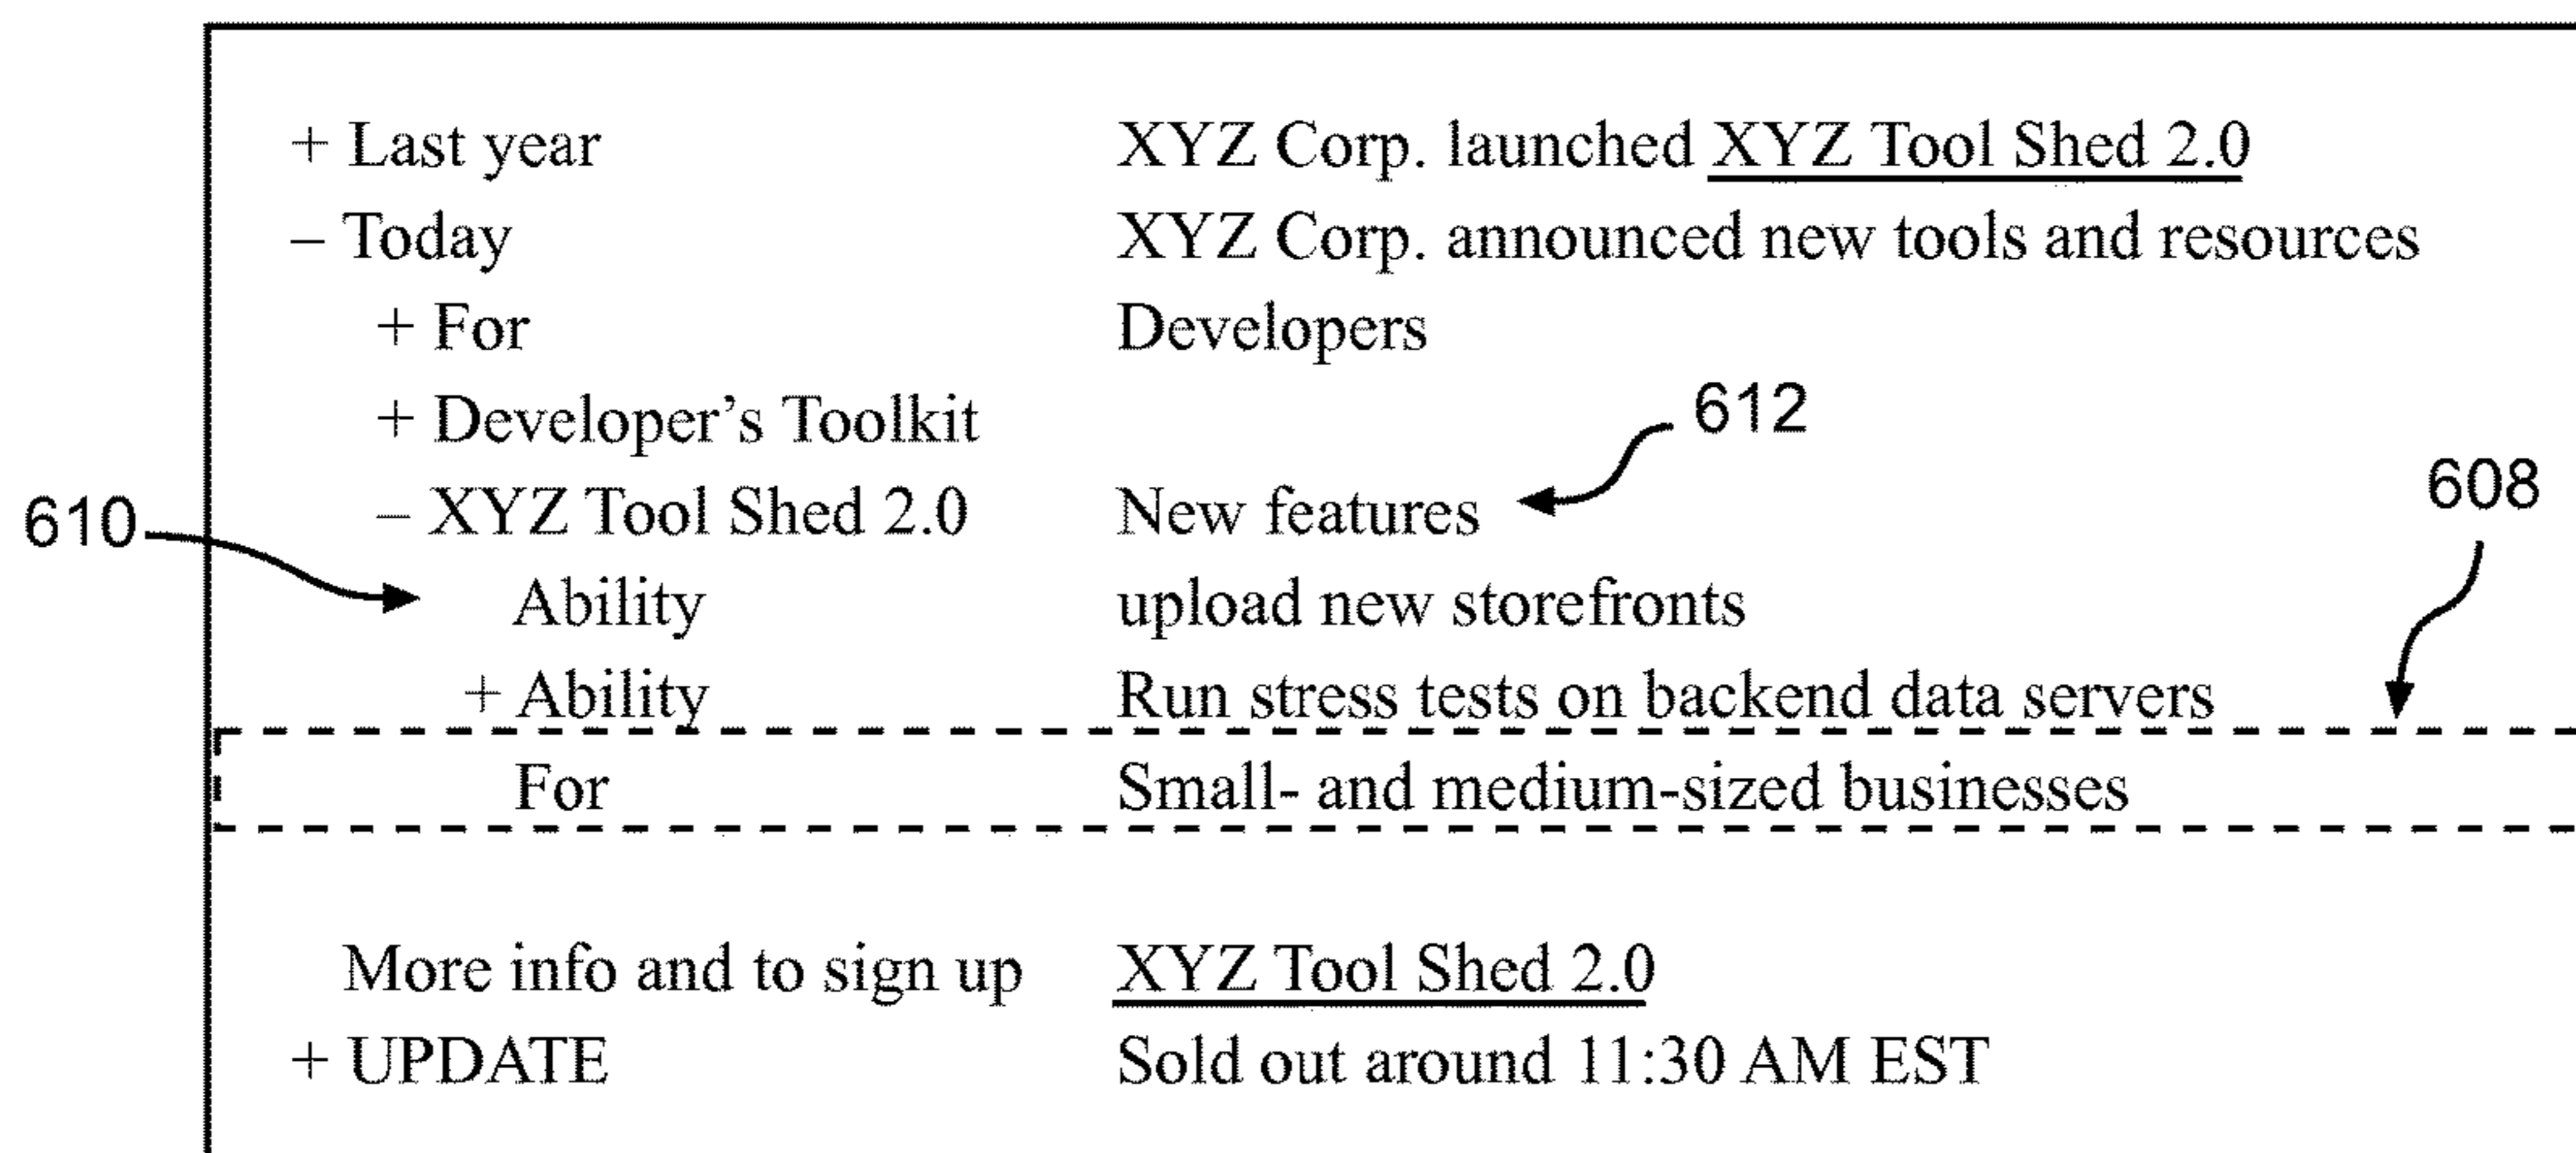 + Last year XYZ Corp. launched XYZ Tool Shed 2.0
– Today XYZ Corp. announced new tools and resources
+ For Developers
+ Developer’s Toolkit
612
– XYZ Tool Shed 2.0 New features
608
610
Ability upload new storefronts
+ Ability Run stress tests on backend data servers
For Small- and medium-sized businesses
More info and to sign up XYZ Tool Shed 2.0
+ UPDATE Sold out around 11:30 AM EST